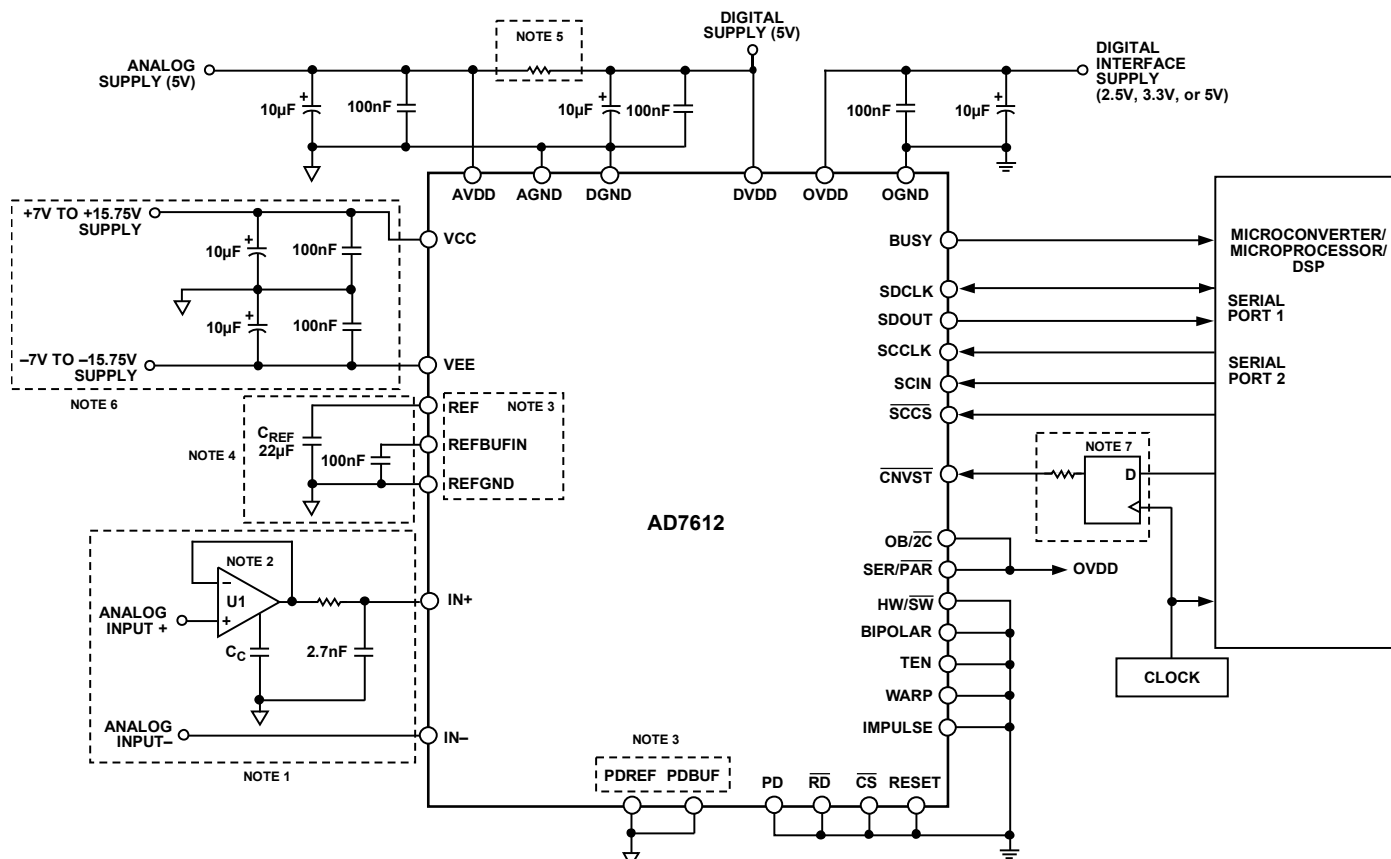 ANALOG
SUPPLY (5V)
NOTE 5
DIGITAL
SUPPLY (5V)
DIGITAL
INTERFACE
SUPPLY
(2.5V, 3.3V, or 5V)
10µF
+
100nF
10µF
+
100nF
100nF
10µF
+
AVDD
AGND
DGND
DVDD
OVDD
OGND
+7V TO +15.75V
SUPPLY
10µF
+
100nF
10µF
+
100nF
–7V TO –15.75V
SUPPLY
NOTE 6
VCC
VEE
NOTE 4
CREF
22µF
100nF
REF
REFBUFIN
REFGND
NOTE 3
AD7612
NOTE 2
–
U1
+
ANALOG
INPUT +
CC
2.7nF
ANALOG
INPUT–
NOTE 1
IN+
IN–
NOTE 3
PDREF PDBUF
PD
RD
CS
RESET
BUSY
SDCLK
SDOUT
SCCLK
SCIN
SCCS
CNVST
OB/2C
SER/PAR
HW/SW
BIPOLAR
TEN
WARP
IMPULSE
OVDD
NOTE 7
D
CLOCK
MICROCONVERTER/
MICROPROCESSOR/
DSP
SERIAL
PORT 1
SERIAL
PORT 2